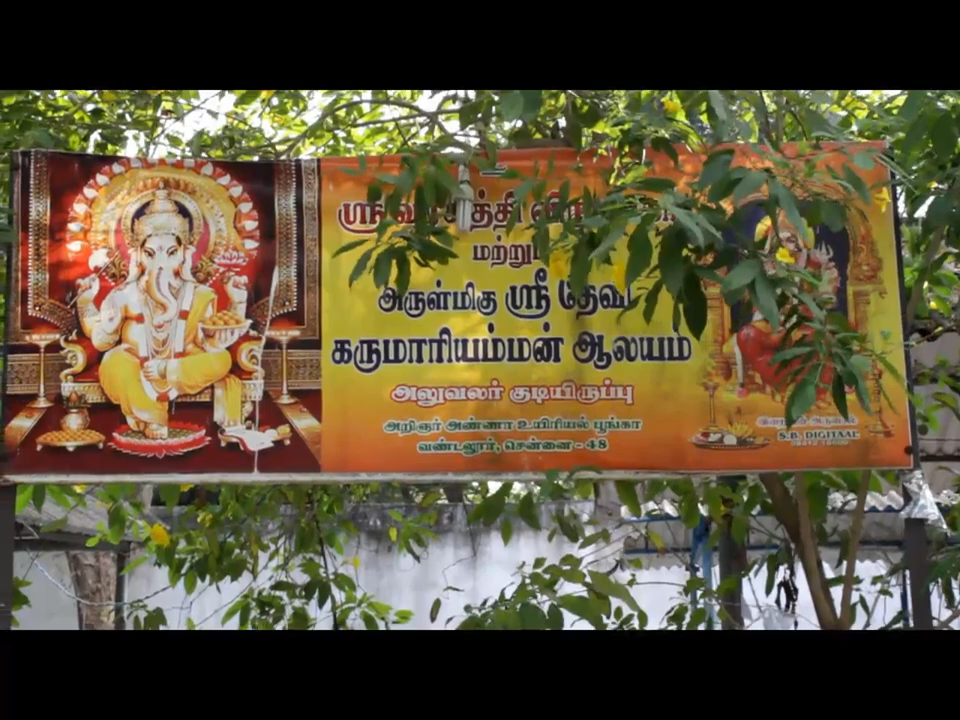 ஸ்ரீ
மற்றும்
அருள்மிகு ஸ்ரீ தேவி
கருமாரியம்மன் ஆலயம்
அலுவலர் குடியிருப்பு
அறிஞர் அண்ணா உயிரியல் பூங்கா
வண்டலூர், சென்னை - 48
S.B. DIGITAAL